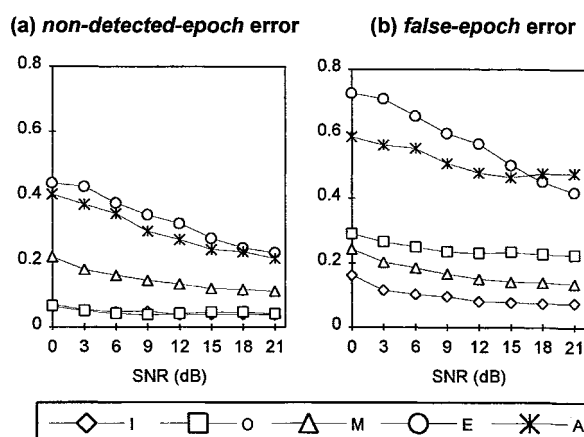 (a) non-detected-epoch error
(b) false-epoch error
0.8
0.6
0.4
0.2
0
0 3 6 9 12 15 18 21
SNR (dB)
0.8
0.6
0.4
0.2
0
0 3 6 9 12 15 18 21
SNR (dB)
I O M E A